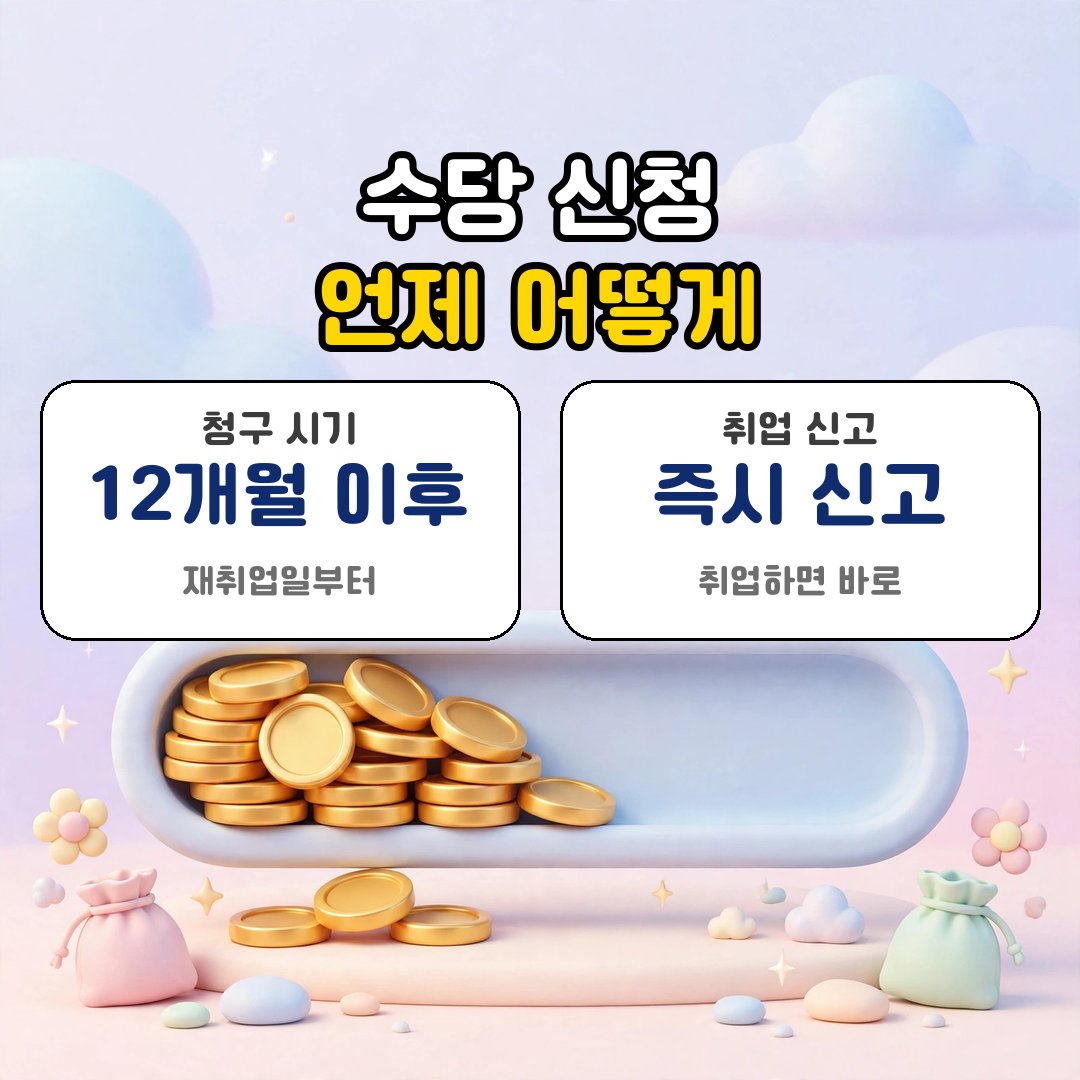 수당 신청
언제 어떻게
청구 시기
12개월 이후
재취업일부터
취업 신고
즉시 신고
취업하면 바로